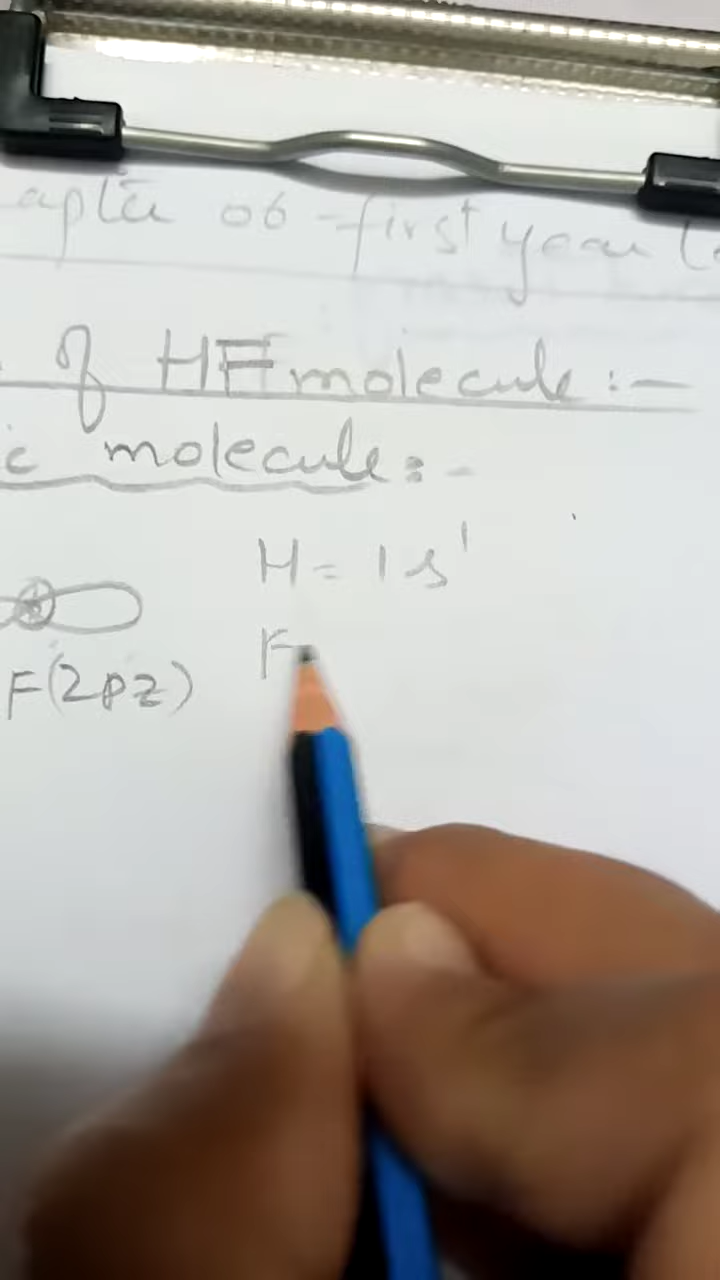 apter 06 - first year (
of HF molecule :-
c molecule :-
H = 1s¹
F(2pz)
F